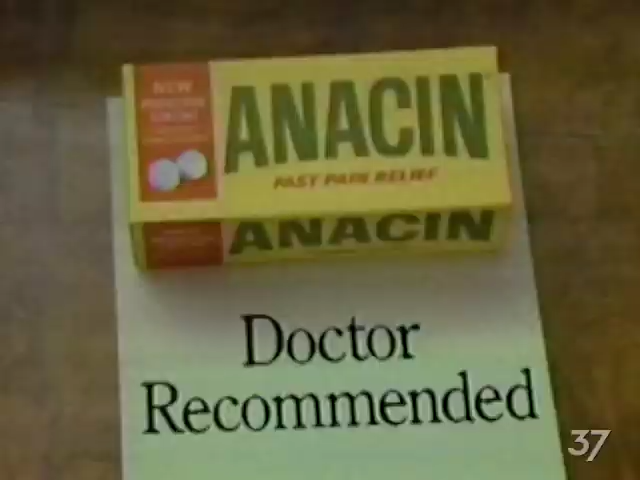 NEW
ANACIN
FAST PAIN RELIEF
ANACIN
Doctor
Recommended
37